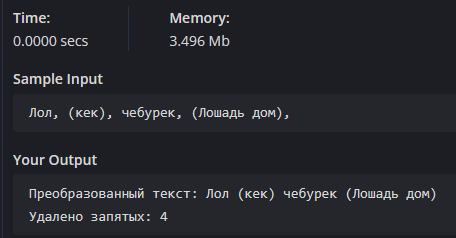 Time: Memory:
0.0000 secs 3.496 Mb
Sample Input
Лол, (кек), чебурек, (Лошадь дом),
Your Output
Преобразованный текст: Лол (кек) чебурек (Лошадь дом)
Удалено запятых: 4